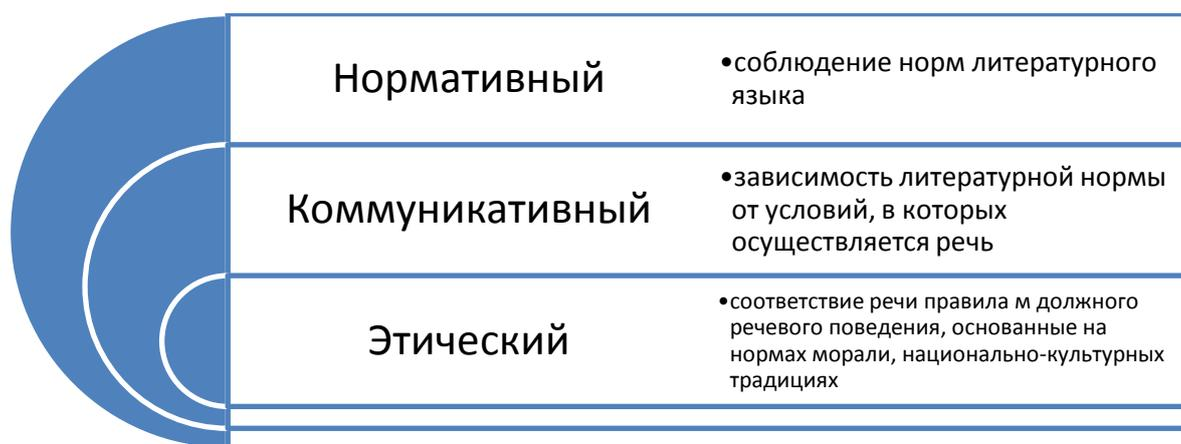 Нормативный
•соблюдение норм литературного
языка
Коммуникативный
•зависимость литературной нормы
от условий, в которых
осуществляется речь
Этический
•соответствие речи правила м должного
речевого поведения, основанные на
нормах морали, национально-культурных
традициях